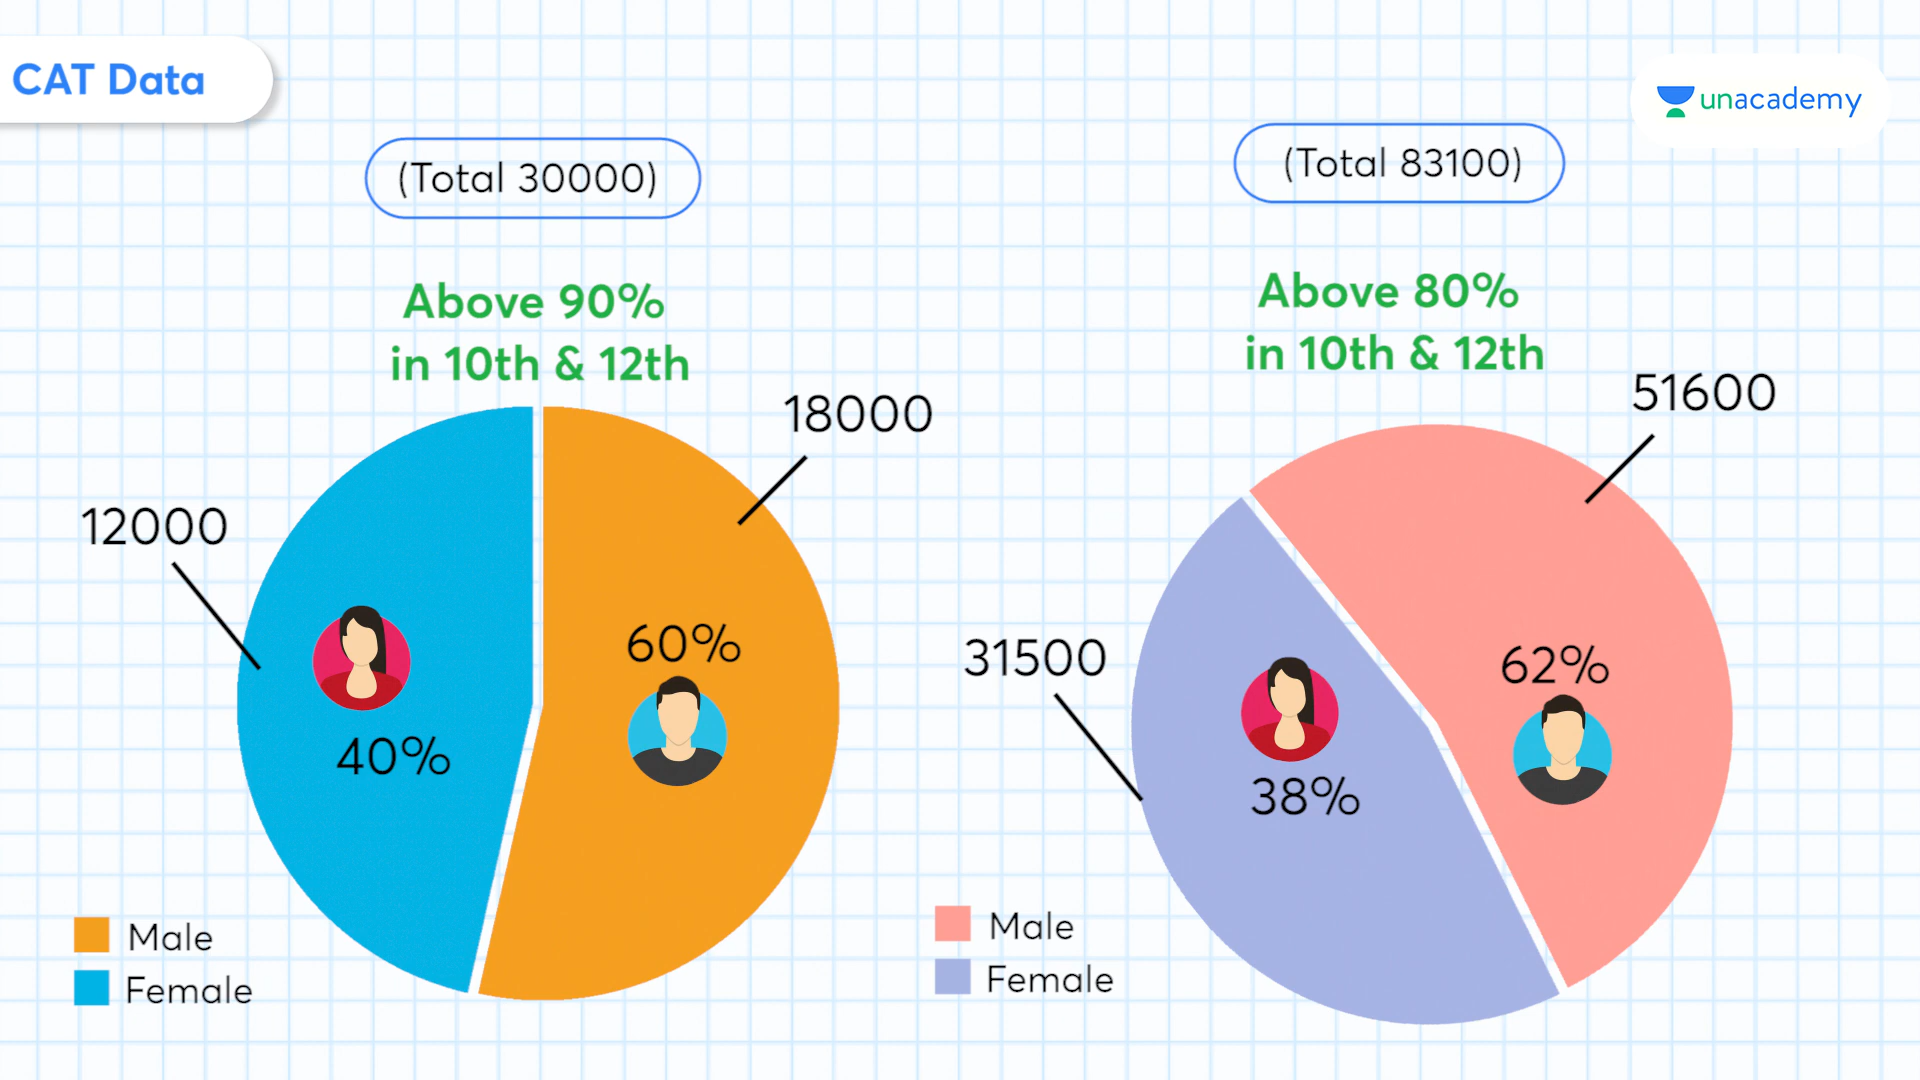 CAT Data
unacademy
(Total 30000)
Above 90%
in 10th & 12th
18000
12000
60%
40%
Male
Female
(Total 83100)
Above 80%
in 10th & 12th
51600
31500
62%
38%
Male
Female